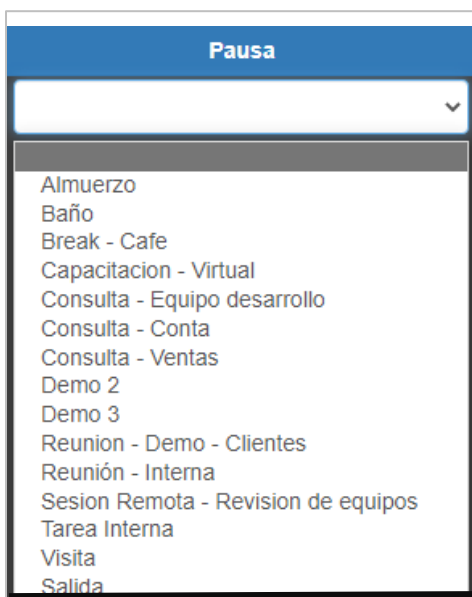 Pausa
Almuerzo
Baño
Break - Cafe
Capacitacion - Virtual
Consulta - Equipo desarrollo
Consulta - Conta
Consulta - Ventas
Demo 2
Demo 3
Reunion - Demo - Clientes
Reunión - Interna
Sesion Remota - Revision de equipos
Tarea Interna
Visita
Salida